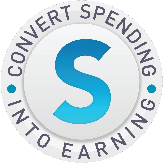 CONVERT SPENDING
S
INTO EARNING